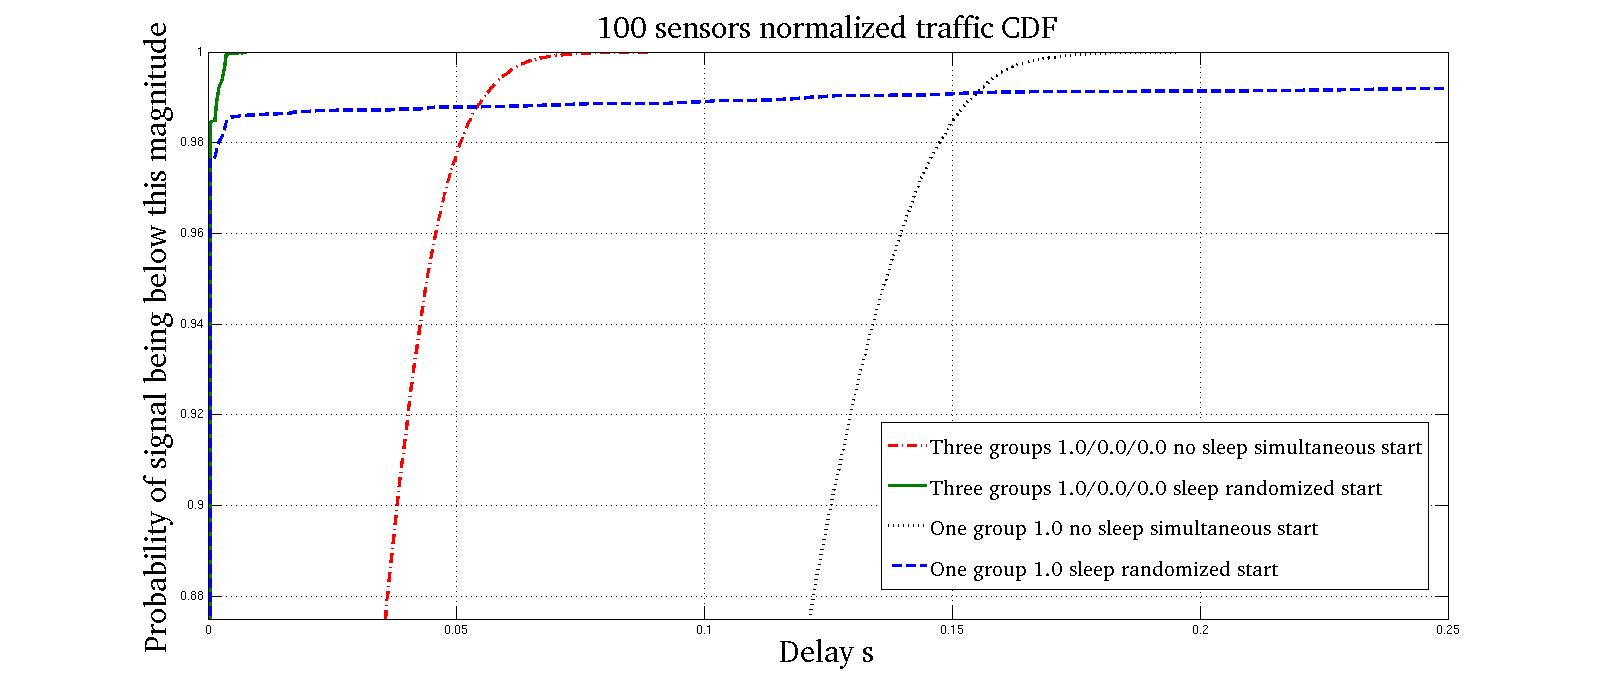 100 sensors normalized traffic CDF
Probability of signal being below this magnitude
1
0.98
0.96
0.94
0.92
0.9
0.88
Three groups 1.0/0.0/0.0 no sleep simultaneous start
Three groups 1.0/0.0/0.0 sleep randomized start
One group 1.0 no sleep simultaneous start
One group 1.0 sleep randomized start
0 0.05 0.1 0.15 0.2 0.25
Delay s